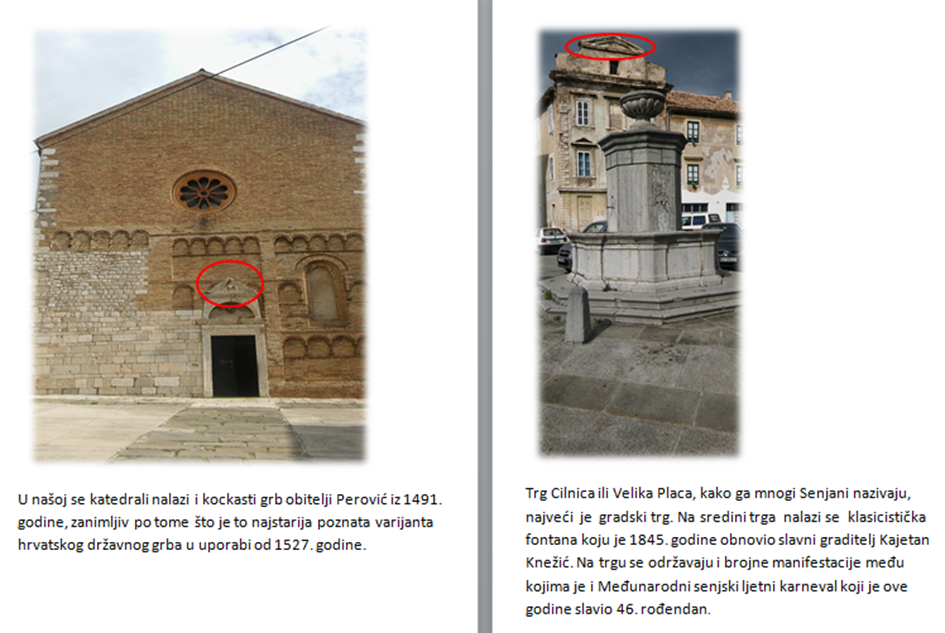 U našoj se katedrali nalazi i kockasti grb obitelji Perović iz 1491.
godine, zanimljiv po tome što je to najstarija poznata varijanta
hrvatskog državnog grba u uporabi od 1527. godine.
Trg Cilnica ili Velika Placa, kako ga mnogi Senjani nazivaju,
najveći je gradski trg. Na sredini trga nalazi se klasicistička
fontana koju je 1845. godine obnovio slavni graditelj Kajetan
Knežić. Na trgu se održavaju i brojne manifestacije među
kojima je i Međunarodni senjski ljetni karneval koji je ove
godine slavio 46. rođendan.